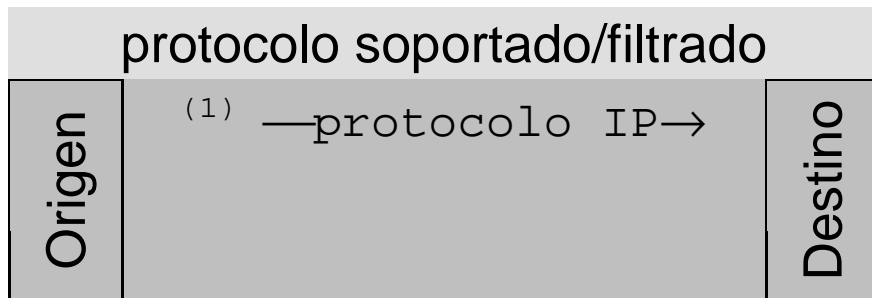 protocolo soportado/filtrado
Origen
(1) —protocolo IP→
Destino